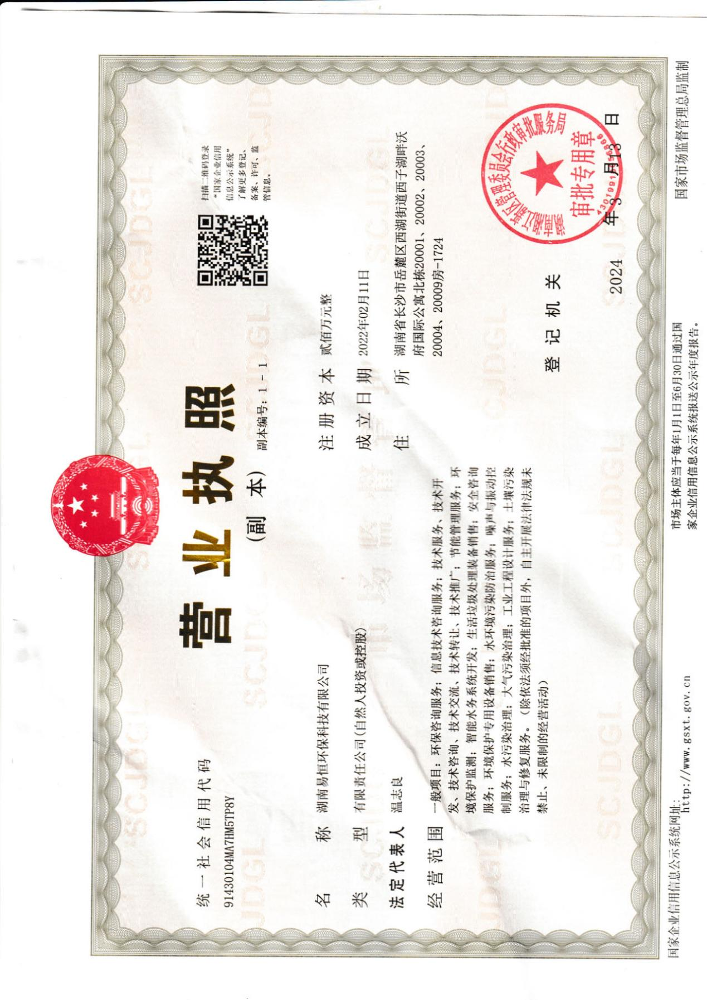 营业执照
(副 本)
副本编号: 1 - 1
统一社会信用代码
91430104MA7HM5TP8Y
扫描二维码登录
“国家企业信用
信息公示系统”
了解更多登记、
备案、许可、监
管信息。
名 称 湖南易恒环保科技有限公司
类 型 有限责任公司(自然人投资或控股)
法定代表人 温志良
经营范围 一般项目：环保咨询服务；信息技术咨询服务；技术服务、技术开
发、技术咨询、技术交流、技术转让、技术推广；节能管理服务；环
境保护监测；智能水务系统开发；生活垃圾处理装备销售；安全咨询
服务；环境保护专用设备销售；水环境污染防治服务；噪声与振动控
制服务；水污染治理；大气污染治理；工业工程设计服务；土壤污染
治理与修复服务。（除依法须经批准的项目外，自主开展法律法规未
禁止、未限制的经营活动）
注册资本 贰佰万元整
成立日期 2022年02月11日
住 所 湖南省长沙市岳麓区西湖街道西子湖畔沃
府国际公寓北栋20001、20002、20003、
20004、20009房-1724
登记机关
湖南湘江新区管理委员会行政审批服务局
审批专用章
2024 年 3 月 13 日
国家企业信用信息公示系统网址:
http://www.gsxt.gov.cn
市场主体应当于每年1月1日至6月30日通过国
家企业信用信息公示系统报送公示年度报告。
国家市场监督管理总局监制